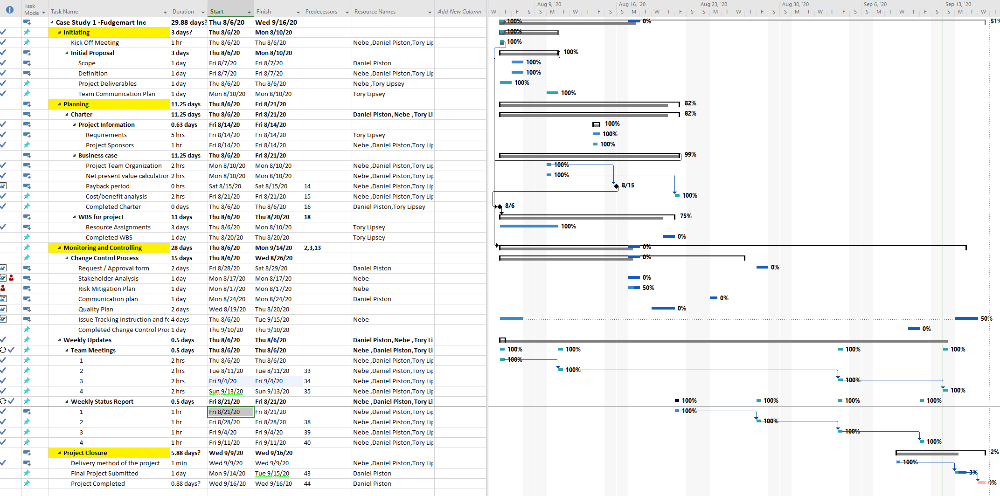 Task Mode Task Name Duration Start Finish Predecessors Resource Names Add New Column
Aug 9, '20 Aug 16, '20 Aug 23, '20 Aug 30, '20 Sep 6, '20 Sep 13, '20
W T F S M T W T F S S M T W T F S S M T W T F S S M T W T F S S M T W T F S S M T W T
Case Study 1 -Fudgemart Inc 29.88 days? Thu 8/6/20 Wed 9/16/20 100% 0% 51%
Initiating 3 days? Thu 8/6/20 Mon 8/10/20 100%
Kick Off Meeting 1 hr Thu 8/6/20 Thu 8/6/20 Nebe ,Daniel Piston,Tory Lip 100%
Initial Proposal 3 days Thu 8/6/20 Mon 8/10/20 100%
Scope 1 day Fri 8/7/20 Fri 8/7/20 Daniel Piston 100%
Definition 1 day Fri 8/7/20 Fri 8/7/20 Nebe ,Daniel Piston,Tory Lip 100%
Project Deliverables 1 day Thu 8/6/20 Thu 8/6/20 Nebe ,Tory Lipsey 100%
Team Communication Plan 1 day Mon 8/10/20 Mon 8/10/20 Tory Lipsey 100%
Planning 11.25 days Thu 8/6/20 Fri 8/21/20 82%
Charter 11.25 days Thu 8/6/20 Fri 8/21/20 Daniel Piston,Nebe ,Tory Li 82%
Project Information 0.63 days Fri 8/14/20 Fri 8/14/20 100%
Requirements 5 hrs Fri 8/14/20 Fri 8/14/20 Tory Lipsey 100%
Project Sponsors 1 hr Fri 8/14/20 Fri 8/14/20 Nebe ,Daniel Piston,Tory Lip 100%
Business case 11.25 days Thu 8/6/20 Fri 8/21/20 99%
Project Team Organization 2 hrs Mon 8/10/20 Mon 8/10/20 Nebe ,Daniel Piston,Tory Lip 100%
Net present value calculation 2 hrs Mon 8/10/20 Mon 8/10/20 Nebe ,Daniel Piston,Tory Lip 100%
Payback period 0 hrs Sat 8/15/20 Sat 8/15/20 14 Nebe ,Daniel Piston,Tory Lip 8/15
Cost/benefit analysis 2 hrs Fri 8/21/20 Fri 8/21/20 15 Nebe ,Daniel Piston,Tory Lip 100%
Completed Charter 0 days Thu 8/6/20 Thu 8/6/20 16 Daniel Piston,Tory Lipsey 8/6
WBS for project 11 days Thu 8/6/20 Thu 8/20/20 18 75%
Resource Assignments 3 days Thu 8/6/20 Mon 8/10/20 Tory Lipsey 100%
Completed WBS 1 day Thu 8/20/20 Thu 8/20/20 Tory Lipsey 0%
Monitoring and Controlling 28 days Thu 8/6/20 Mon 9/14/20 2,3,13 0%
Change Control Process 15 days Thu 8/6/20 Wed 8/26/20 0%
Request / Approval form 2 days Fri 8/28/20 Sat 8/29/20 Daniel Piston 0%
Stakeholder Analysis 1 day Mon 8/17/20 Mon 8/17/20 Nebe 0%
Risk Mitigation Plan 1 day Mon 8/17/20 Mon 8/17/20 Nebe 50%
Communication plan 1 day Mon 8/24/20 Mon 8/24/20 Daniel Piston 0%
Quality Plan 2 days Wed 8/19/20 Thu 8/20/20 0%
Issue Tracking Instruction and fo 4 days Thu 8/6/20 Tue 9/15/20 Nebe 50%
Completed Change Control Proc 1 day Thu 9/10/20 Thu 9/10/20 0%
Weekly Updates 0.5 days Thu 8/6/20 Thu 8/6/20 Daniel Piston,Nebe ,Tory Li
Team Meetings 0.5 days Thu 8/6/20 Thu 8/6/20 Nebe ,Daniel Piston,Tory Li 100% 100% 100% 100%
1 2 hrs Thu 8/6/20 Thu 8/6/20 Nebe ,Daniel Piston,Tory Lip 100%
2 2 hrs Tue 8/11/20 Tue 8/11/20 33 Nebe ,Daniel Piston,Tory Lip 100%
3 2 hrs Fri 9/4/20 Fri 9/4/20 34 Nebe ,Daniel Piston,Tory Lip 100%
4 2 hrs Sun 9/13/20 Sun 9/13/20 35 Nebe ,Daniel Piston,Tory Lip 100%
Weekly Status Report 0.5 days Fri 8/21/20 Fri 8/21/20 Nebe ,Daniel Piston,Tory Li 100% 100% 100% 100%
1 1 hr Fri 8/21/20 Fri 8/21/20 Nebe ,Daniel Piston,Tory Lip 100%
2 1 hr Fri 8/28/20 Fri 8/28/20 38 Nebe ,Daniel Piston,Tory Lip 100%
3 1 hr Fri 9/4/20 Fri 9/4/20 39 Nebe ,Daniel Piston,Tory Lip 100%
4 1 hr Fri 9/11/20 Fri 9/11/20 40 Nebe ,Daniel Piston,Tory Lip 100%
Project Closure 5.88 days? Wed 9/9/20 Wed 9/16/20 2%
Delivery method of the project 1 min Wed 9/9/20 Wed 9/9/20 Nebe ,Daniel Piston,Tory Lip 100%
Final Project Submitted 1 day Mon 9/14/20 Tue 9/15/20 43 Daniel Piston 3%
Project Completed 0.88 days? Wed 9/16/20 Wed 9/16/20 44 Daniel Piston 0%